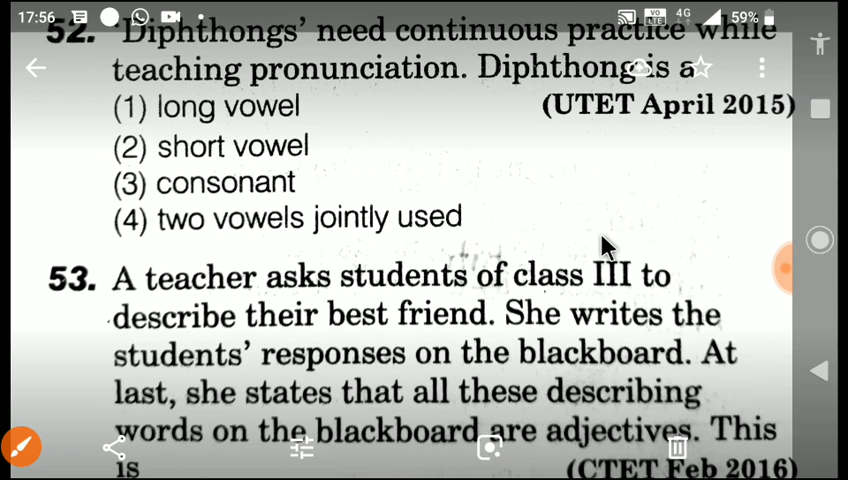 17:56 VO LTE 4G 59%
52. 'Diphthongs' need continuous practice while
teaching pronunciation. Diphthong is a
(1) long vowel (UTET April 2015)
(2) short vowel
(3) consonant
(4) two vowels jointly used
53. A teacher asks students of class III to
describe their best friend. She writes the
students' responses on the blackboard. At
last, she states that all these describing
words on the blackboard are adjectives. This
is (CTET Feb 2016)